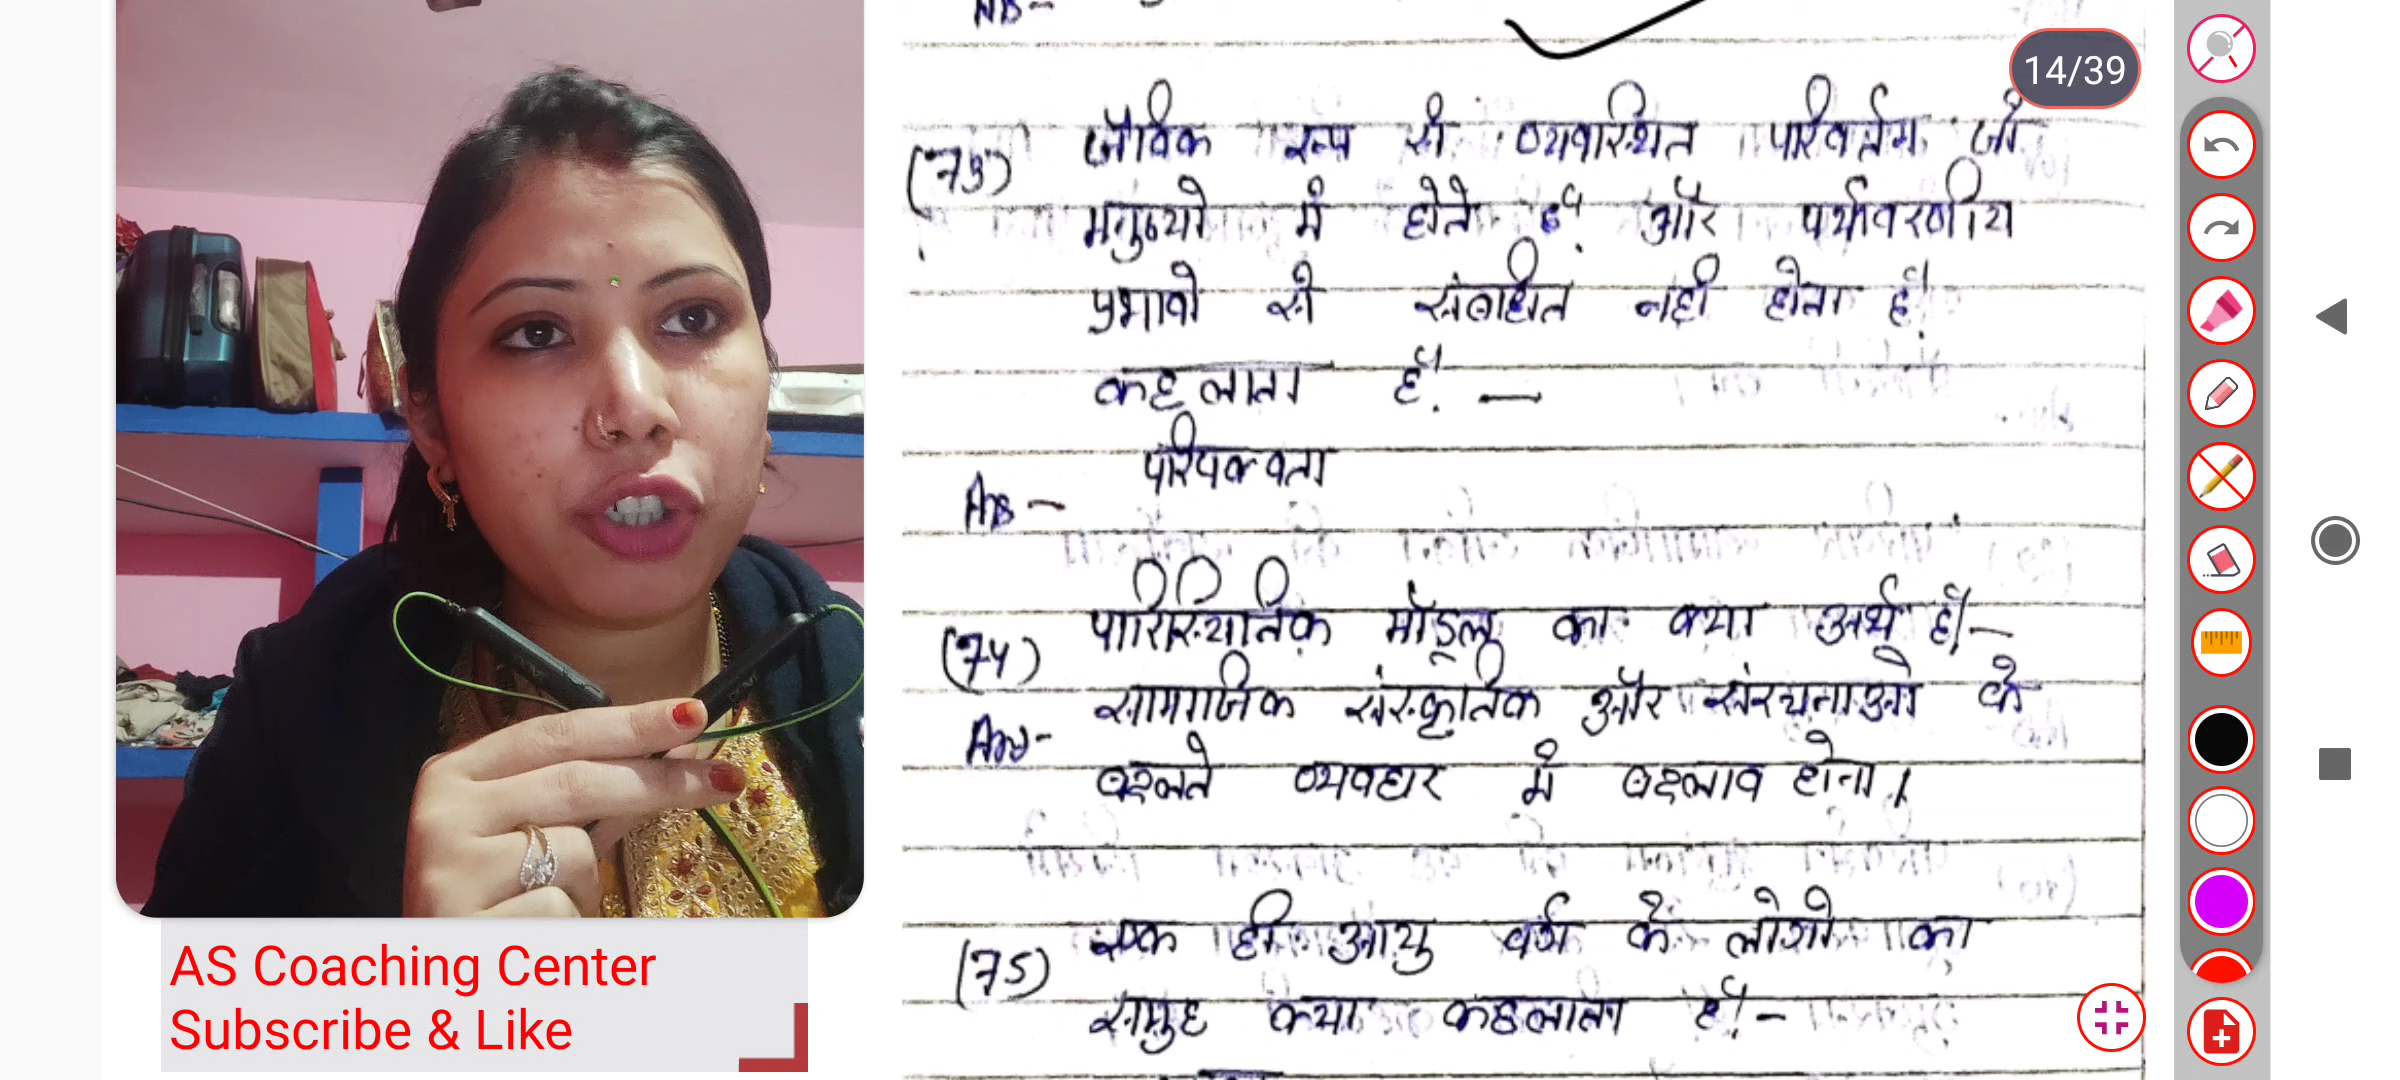 14/39
(73) जैविक रूप से व्यवस्थित परिवर्तन जो
मनुष्यो में होते है और पर्यावरणीय
प्रभावो से संबंधित नही होता है
कहलाता है। —
परिपक्वता
Ans -
(74) पारिस्थितिक मॉडल का क्या अर्थ है।—
सामाजिक संस्कृतिक और संरचनाओ के
Ans-
बदलते व्यवहार में बदलाव होना।
(75) एक ही आयु वर्ग के लोगो का
समुह क्या कहलाता है। -
AS Coaching Center
Subscribe & Like